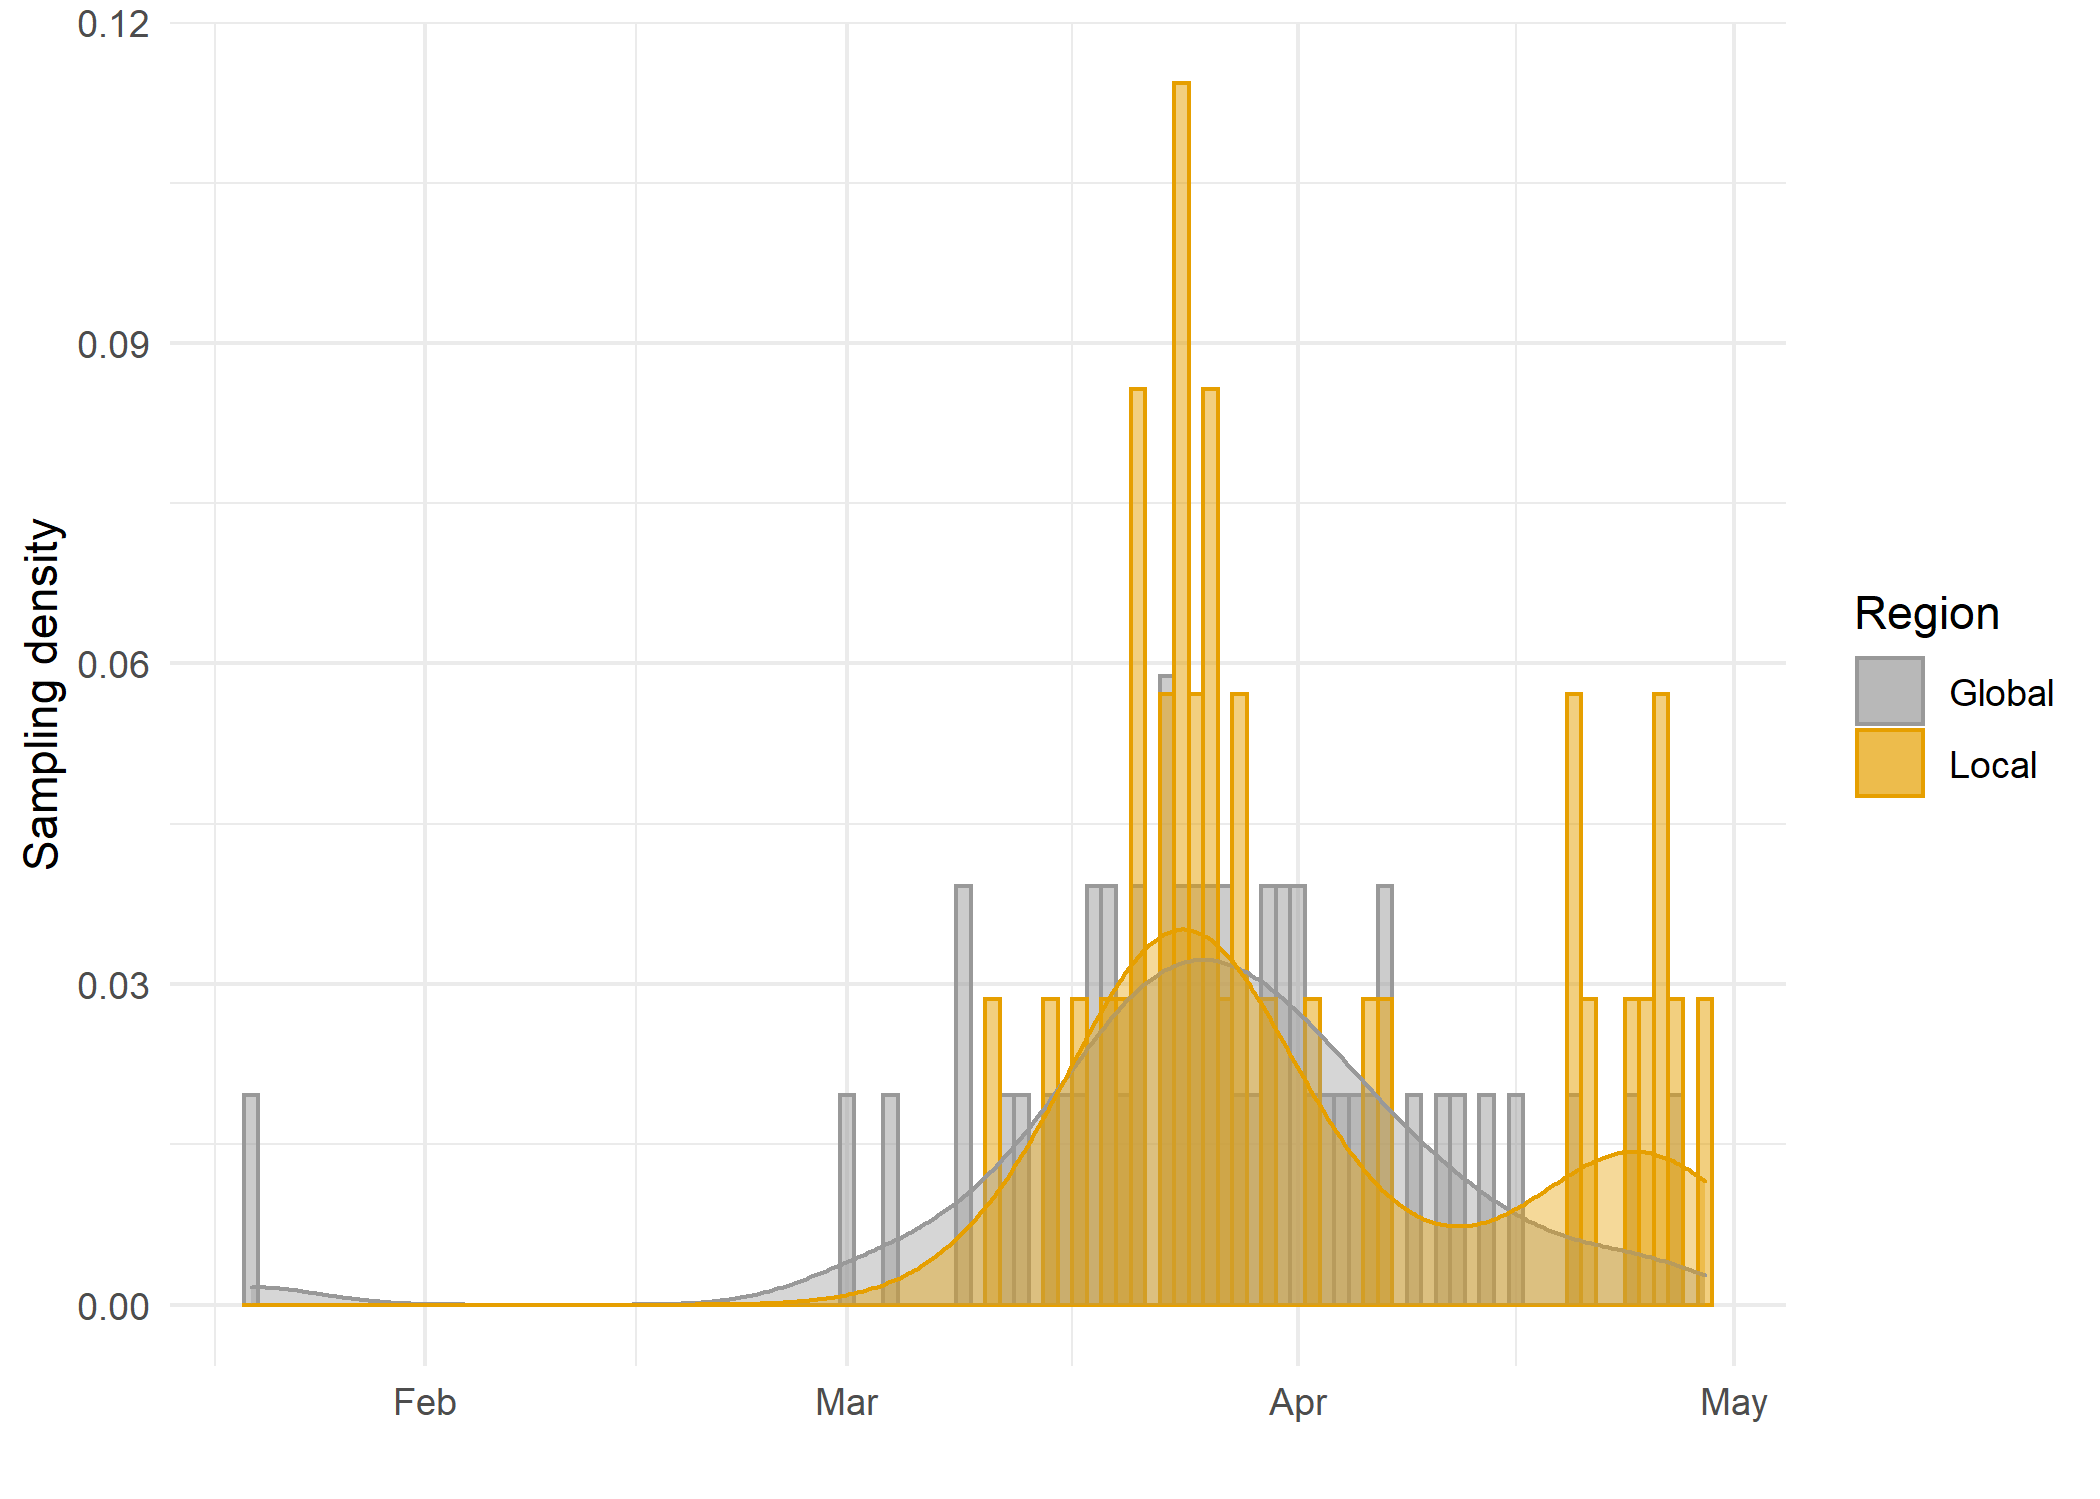 0.12
0.09
0.06
0.03
0.00
Sampling density
Feb
Mar
Apr
May
Region
Global
Local